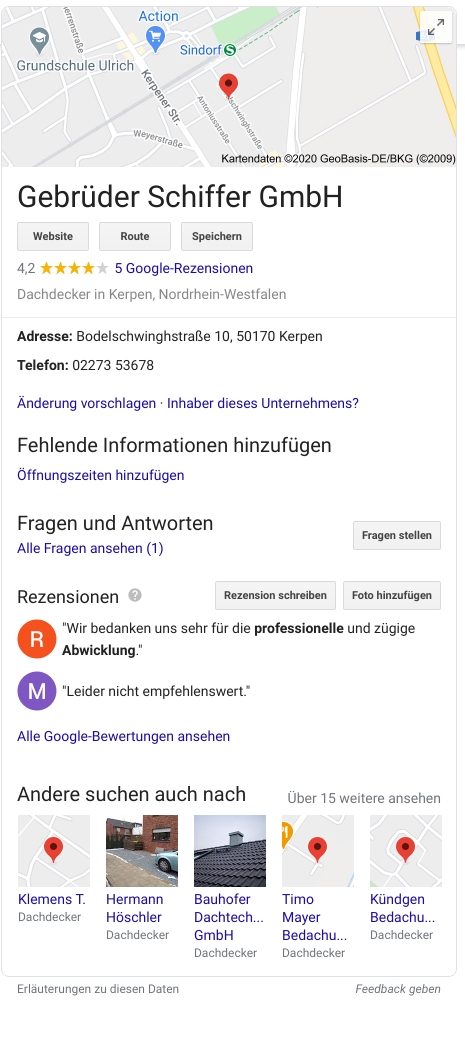 Action
Sindorf S
Grundschule Ulrich
Kerpener Str.
Antoniusstraße
Weyerstraße
Kartendaten ©2020 GeoBasis-DE/BKG (©2009)
Gebrüder Schiffer GmbH
Website Route Speichern
4,2 5 Google-Rezensionen
Dachdecker in Kerpen, Nordrhein-Westfalen
Adresse: Bodelschwinghstraße 10, 50170 Kerpen
Telefon: 02273 53678
Änderung vorschlagen · Inhaber dieses Unternehmens?
Fehlende Informationen hinzufügen
Öffnungszeiten hinzufügen
Fragen und Antworten
Fragen stellen
Alle Fragen ansehen (1)
Rezensionen ? Rezension schreiben Foto hinzufügen
R "Wir bedanken uns sehr für die professionelle und zügige
Abwicklung."
M "Leider nicht empfehlenswert."
Alle Google-Bewertungen ansehen
Andere suchen auch nach Über 15 weitere ansehen
Klemens T.
Dachdecker
Hermann
Höschler
Dachdecker
Bauhofer
Dachtech...
GmbH
Dachdecker
Timo
Mayer
Bedachu...
Dachdecker
Kündgen
Bedachu...
Dachdecker
Erläuterungen zu diesen Daten Feedback geben